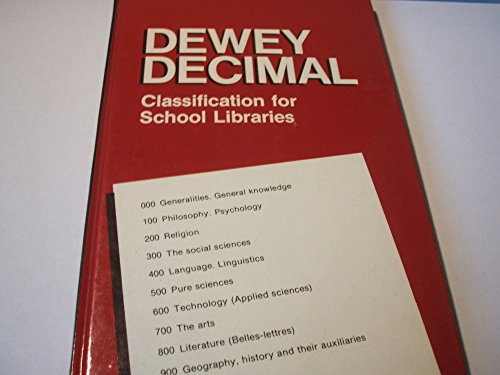 DEWEY
DECIMAL
Classification for
School Libraries
000 Generalities. General knowledge
100 Philosophy. Psychology
200 Religion
300 The social sciences
400 Language. Linguistics
500 Pure sciences
600 Technology (Applied sciences)
700 The arts
800 Literature (Belles-lettres)
900 Geography, history and their auxiliaries